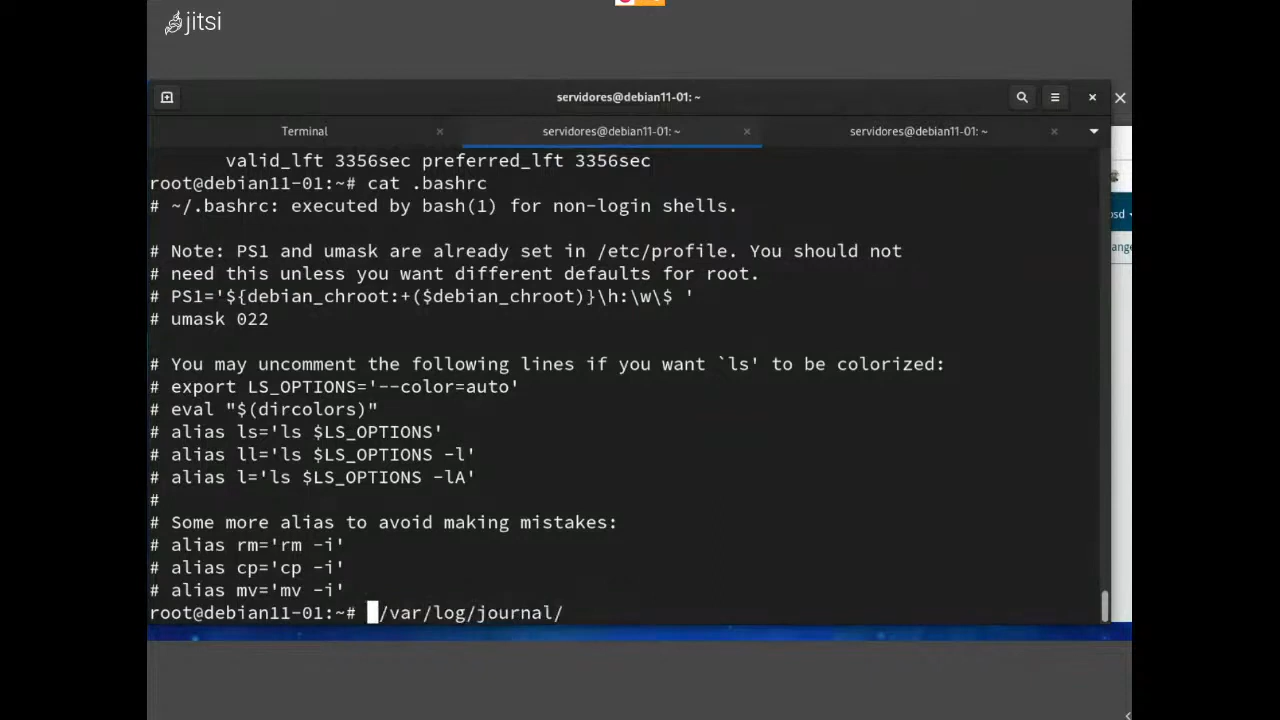 jitsi
servidores@debian11-01: ~
Terminal
servidores@debian11-01: ~
servidores@debian11-01: ~
valid_lft 3356sec preferred_lft 3356sec
root@debian11-01:~# cat .bashrc
# ~/.bashrc: executed by bash(1) for non-login shells.
# Note: PS1 and umask are already set in /etc/profile. You should not
# need this unless you want different defaults for root.
# PS1='${debian_chroot:+($debian_chroot)}\h:\w\$ '
# umask 022
# You may uncomment the following lines if you want `ls' to be colorized:
# export LS_OPTIONS='--color=auto'
# eval "$(dircolors)"
# alias ls='ls $LS_OPTIONS'
# alias ll='ls $LS_OPTIONS -l'
# alias l='ls $LS_OPTIONS -lA'
#
# Some more alias to avoid making mistakes:
# alias rm='rm -i'
# alias cp='cp -i'
# alias mv='mv -i'
root@debian11-01:~# /var/log/journal/